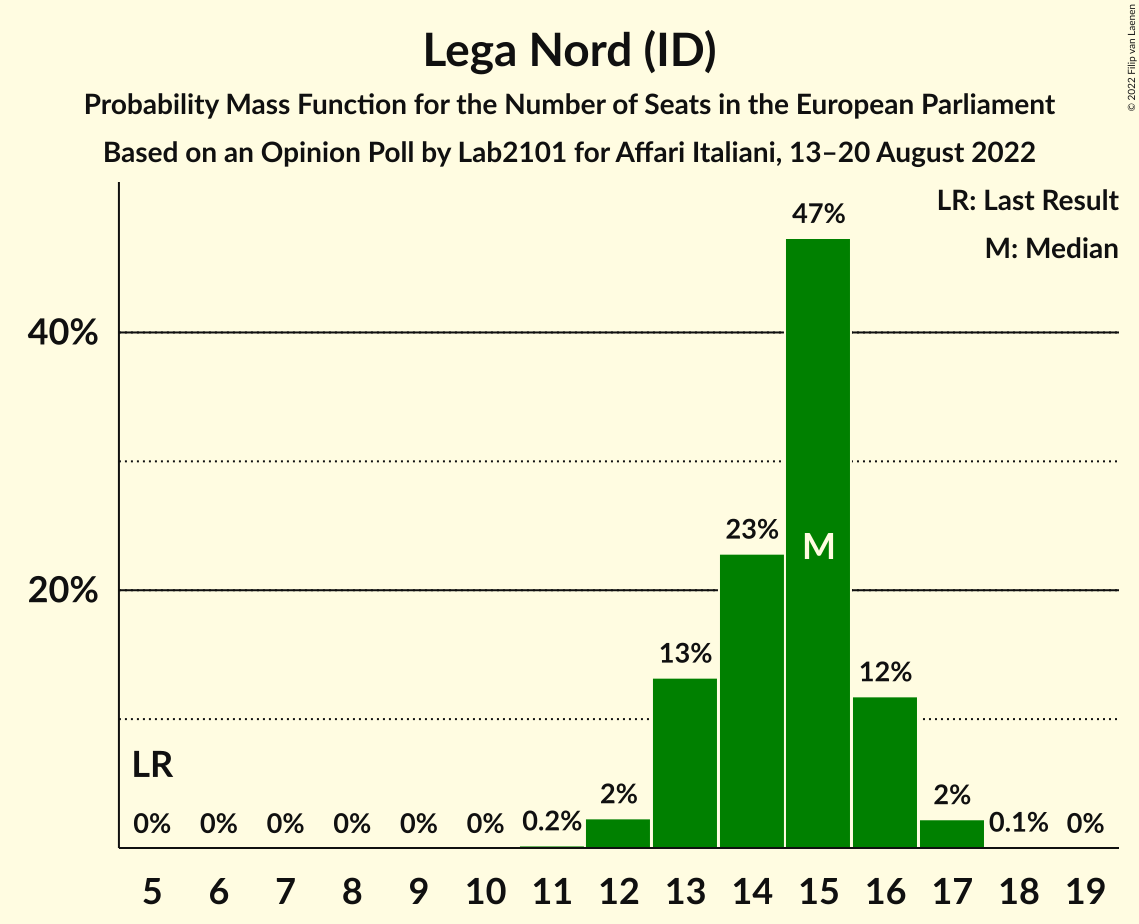 Lega Nord (ID)
Probability Mass Function for the Number of Seats in the European Parliament
Based on an Opinion Poll by Lab2101 for Affari Italiani, 13–20 August 2022
© 2022 Filip van Laenen
LR: Last Result
M: Median
47%
40%
23%
M
20%
13%
12%
LR
0% 0% 0% 0% 0% 0% 0.2% 2% 2% 0.1% 0%
5 6 7 8 9 10 11 12 13 14 15 16 17 18 19